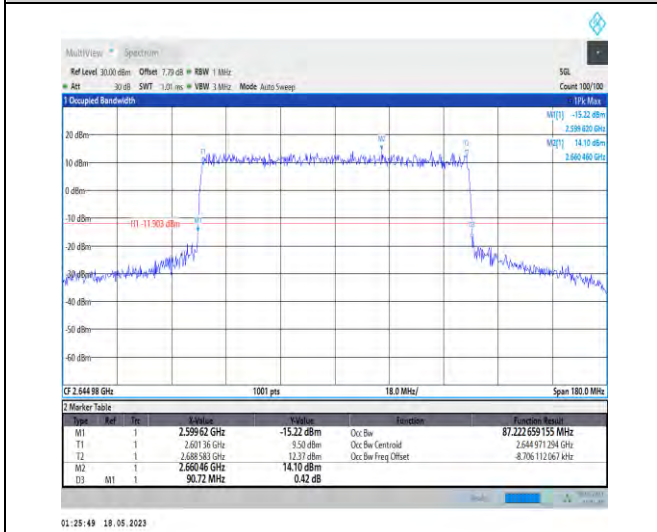 MultiView Spectrum
Ref Level 30.00 dBm Offset 7.79 dB RBW 1 MHz SGL
Att 30 dB SWT 1.01 ms VBW 3 MHz Mode Auto Sweep Count 100/100
1 Occupied Bandwidth 1Pk Max
M1[1] -15.22 dBm
2.599 620 GHz
20 dBm
M2[1] 14.10 dBm
2.660 460 GHz
M2
T1
10 dBm
0 dBm
-10 dBm
H1 -11.903 dBm
M1
-20 dBm
-30 dBm
-40 dBm
-50 dBm
-60 dBm
CF 2.644 98 GHz 1001 pts 18.0 MHz/ Span 180.0 MHz
2 Marker Table
Type Ref Trc X-Value Y-Value Function Function Result
M1 1 2.599 62 GHz -15.22 dBm Occ Bw 87.222 659 155 MHz
T1 1 2.601 36 GHz 9.50 dBm Occ Bw Centroid 2.644 971 294 GHz
T2 1 2.688 583 GHz 12.37 dBm Occ Bw Freq Offset -8.706 112 067 kHz
M2 1 2.660 46 GHz 14.10 dBm
D3 M1 1 90.72 MHz 0.42 dB
01:25:49 18.05.2023